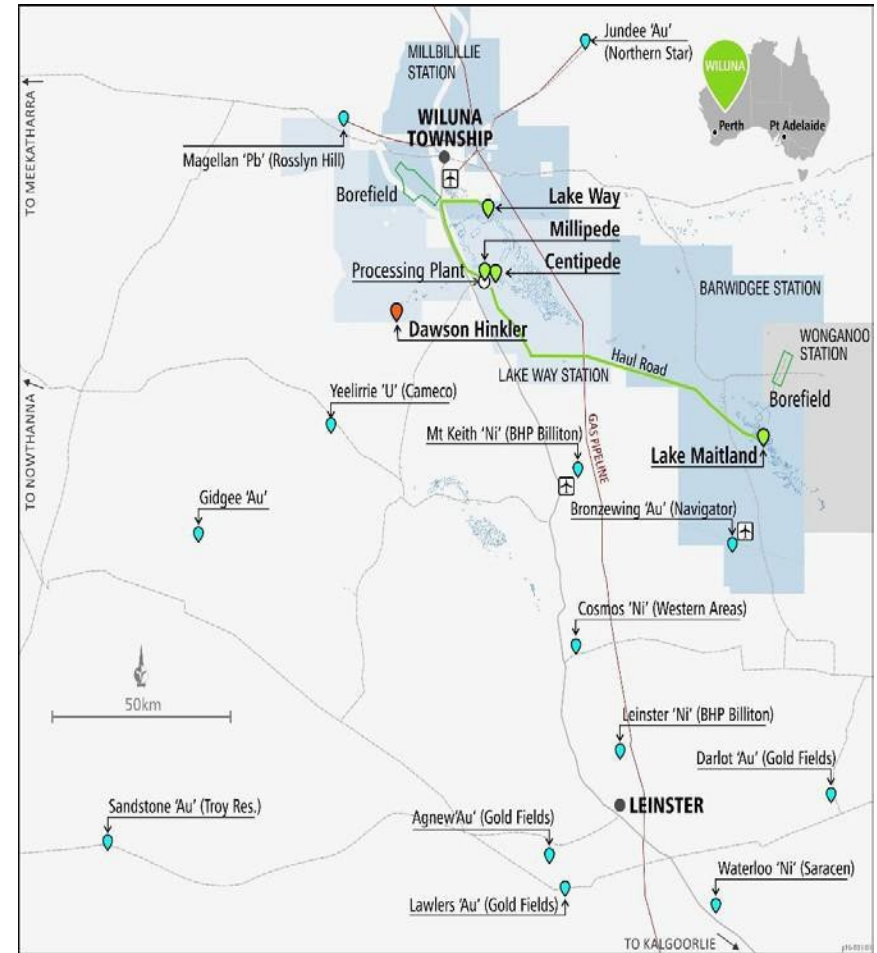 Jundee 'Au'
(Northern Star)
MILLBILILLIE
STATION
WILUNA
Perth
Pt Adelaide
WILUNA
TOWNSHIP
TO MEEKATHARRA
Magellan 'Pb' (Rosslyn Hill)
Borefield
Lake Way
Millipede
Processing Plant
Centipede
BARWIDGEE STATION
Dawson Hinkler
WONGANOO
STATION
Haul Road
LAKE WAY STATION
Borefield
Yeelirrie 'U' (Cameco)
TO NOWTHANNA
GAS PIPELINE
Mt Keith 'Ni' (BHP Billiton)
Lake Maitland
Gidgee 'Au'
Bronzewing 'Au' (Navigator)
Cosmos 'Ni' (Western Areas)
50km
Leinster 'Ni' (BHP Billiton)
Darlot 'Au' (Gold Fields)
Sandstone 'Au' (Troy Res.)
LEINSTER
Agnew'Au' (Gold Fields)
Waterloo 'Ni' (Saracen)
Lawlers 'Au' (Gold Fields)
TO KALGOORLIE